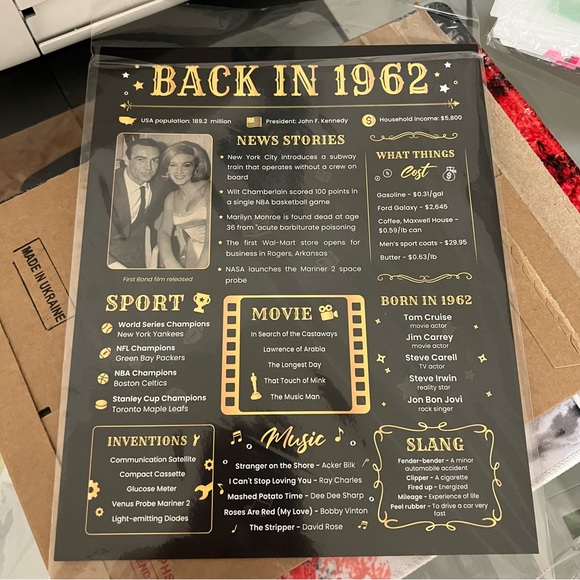 BACK IN 1962
USA population: 189.2 million
President: John F. Kennedy
Household income: $5,800
NEWS STORIES
• New York City introduces a subway
train that operates without a crew on
board
• Wilt Chamberlain scored 100 points in
a single NBA basketball game
• Marilyn Monroe is found dead at age
36 from "acute barbiturate poisoning
• The first Wal-Mart store opens for
business in Rogers, Arkansas
• NASA launches the Mariner 2 space
probe
First Bond film released
WHAT THINGS
Cost
Gasoline - $0.31/gal
Ford Galaxy - $2,645
Coffee, Maxwell House -
$0.59/lb can
Men's sport coats - $29.95
Butter - $0.63/lb
SPORT
World Series Champions
New York Yankees
NFL Champions
Green Bay Packers
NBA Champions
Boston Celtics
Stanley Cup Champions
Toronto Maple Leafs
MOVIE
In Search of the Castaways
Lawrence of Arabia
The Longest Day
That Touch of Mink
The Music Man
BORN IN 1962
Tom Cruise
movie actor
Jim Carrey
movie actor
Steve Carell
TV actor
Steve Irwin
reality star
Jon Bon Jovi
rock singer
INVENTIONS
Communication Satellite
Compact Cassette
Glucose Meter
Venus Probe Mariner 2
Light-emitting Diodes
Music
Stranger on the Shore - Acker Bilk
I Can't Stop Loving You - Ray Charles
Mashed Potato Time - Dee Dee Sharp
Roses Are Red (My Love) - Bobby Vinton
The Stripper - David Rose
SLANG
Fender-bender - A minor
automobile accident
Clipper - A cigarette
Fired up - Energized
Mileage - Experience of life
Peel rubber - To drive a car very
fast
MADE IN UKRAINE